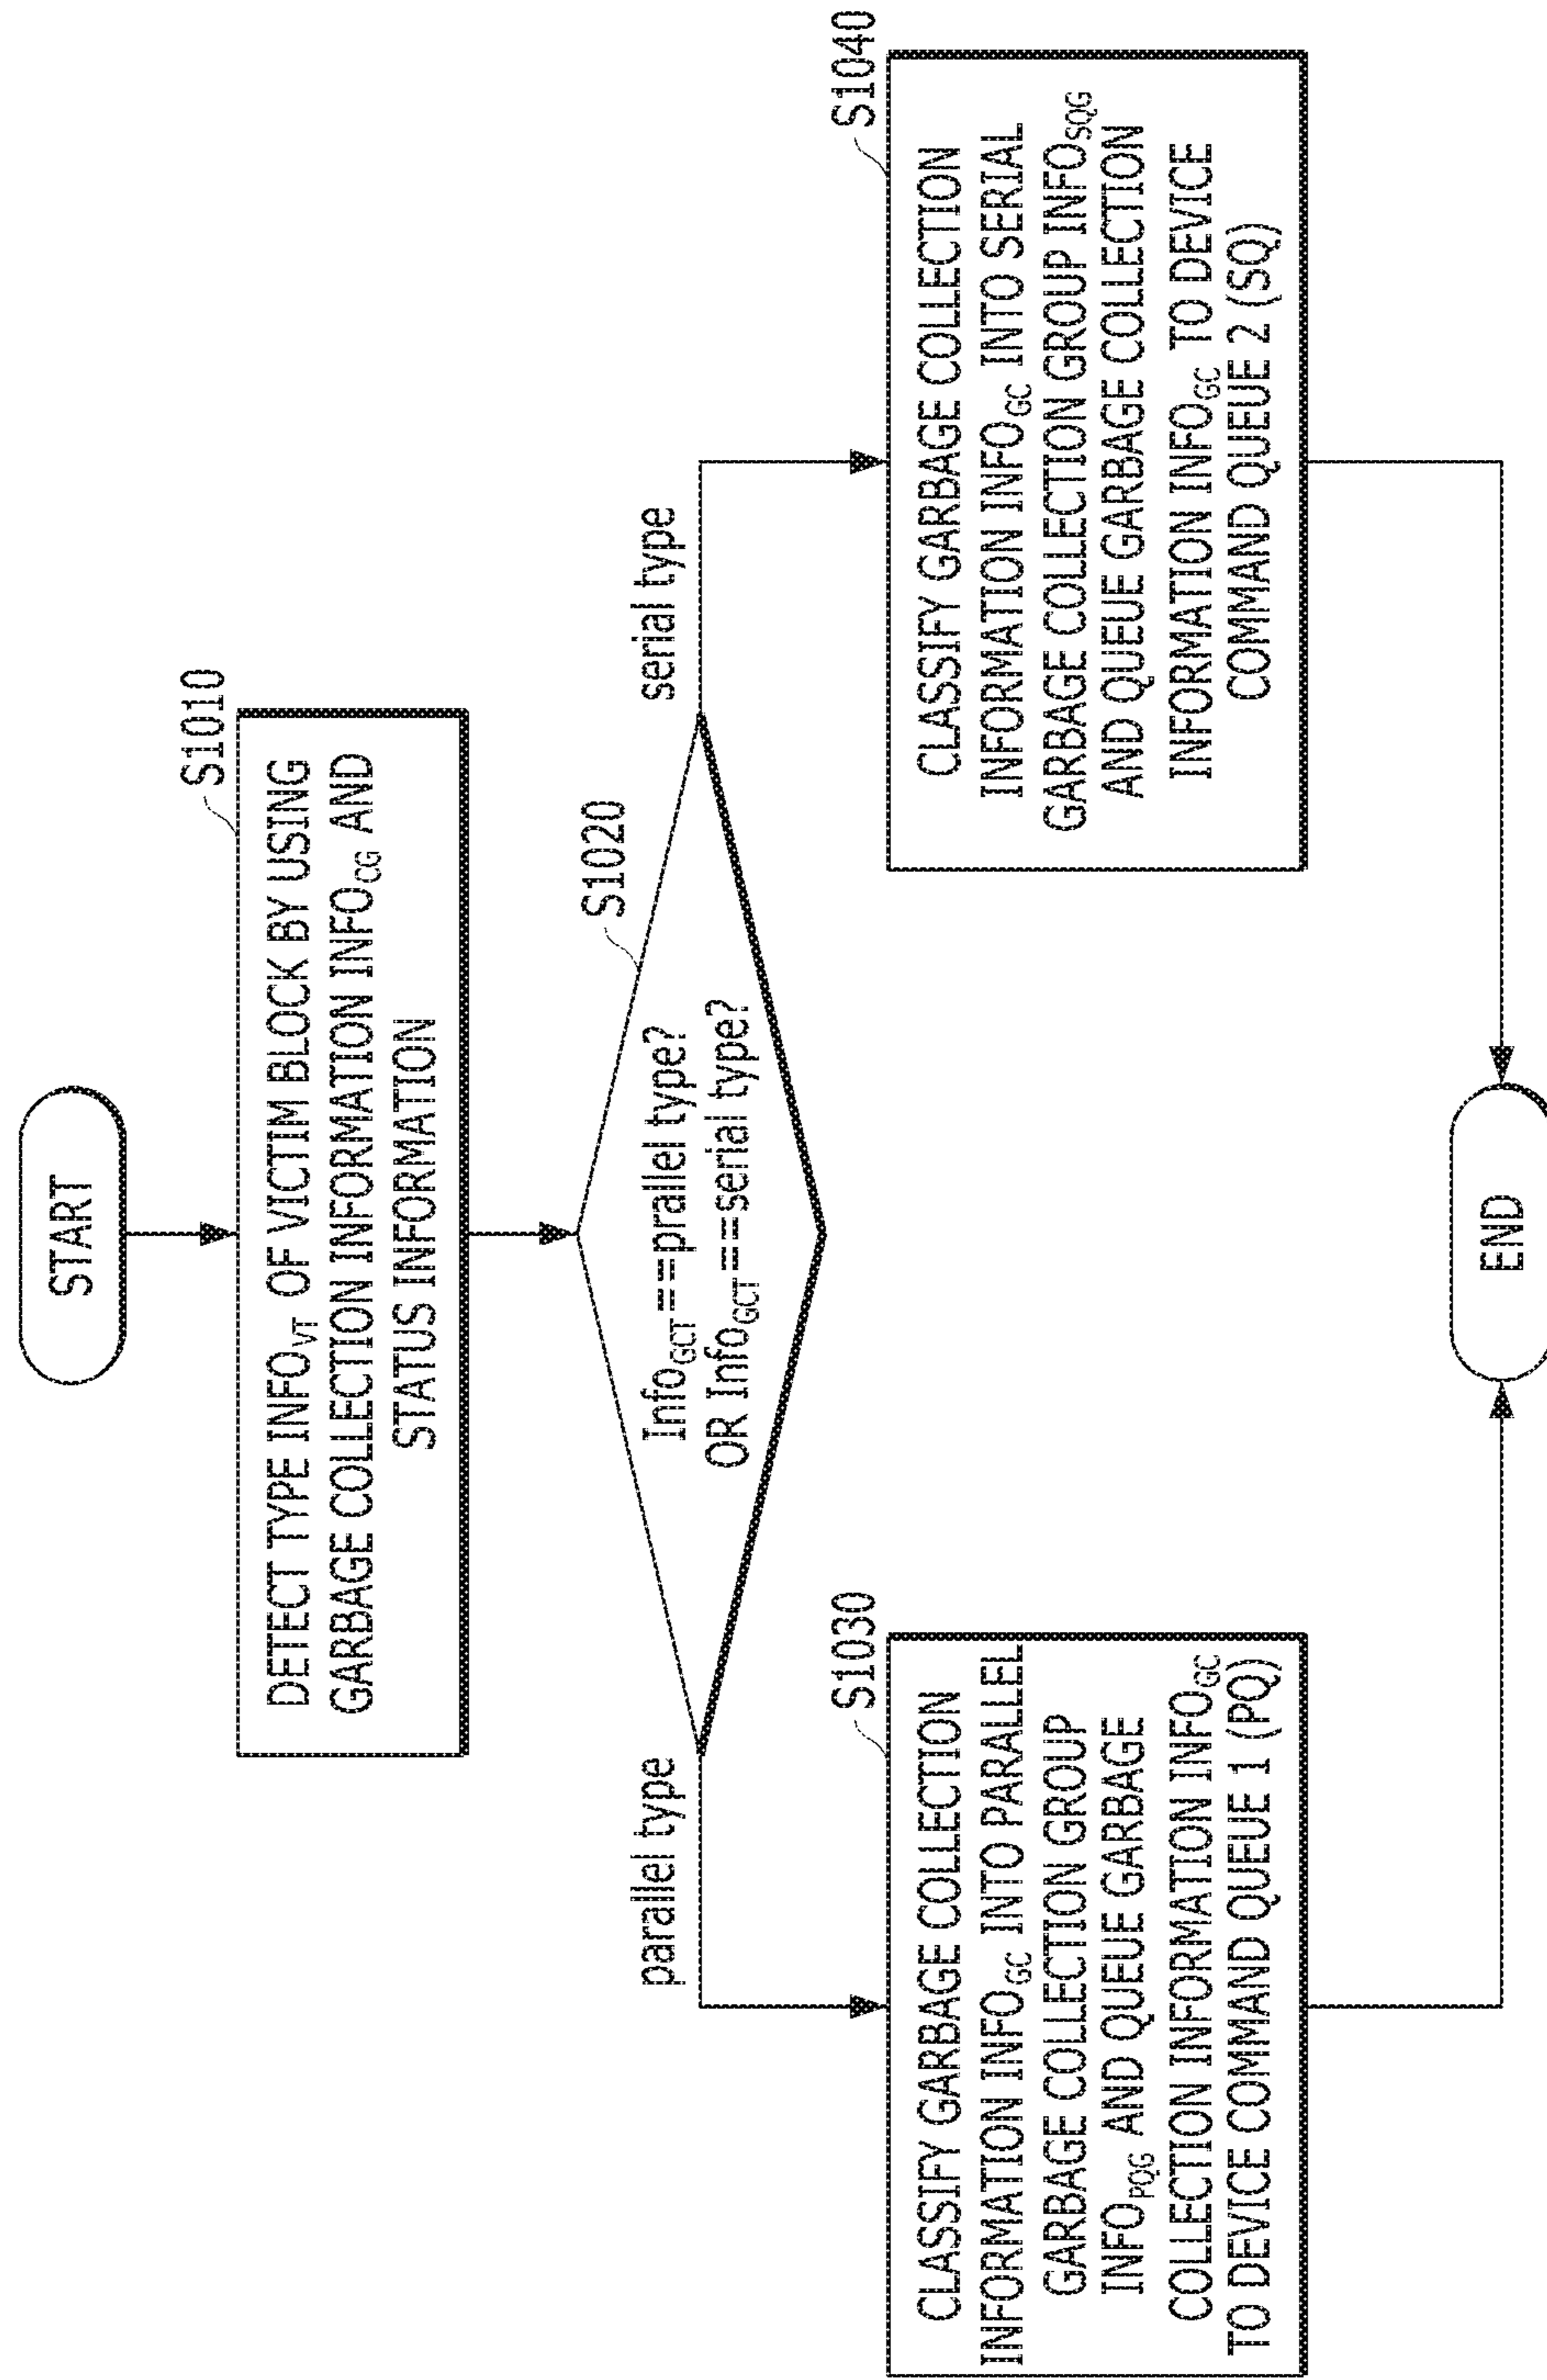 START
S1010
DETECT TYPE INFO_VT OF VICTIM BLOCK BY USING
GARBAGE COLLECTION INFORMATION INFO_CG AND
STATUS INFORMATION
S1020
Info_GCT==prallel type?
OR Info_GCT==serial type?
parallel type
serial type
S1030
CLASSIFY GARBAGE COLLECTION
INFORMATION INFO_GC INTO PARALLEL
GARBAGE COLLECTION GROUP
INFO_PQG AND QUEUE GARBAGE
COLLECTION INFORMATION INFO_GC
TO DEVICE COMMAND QUEUE 1 (PQ)
S1040
CLASSIFY GARBAGE COLLECTION
INFORMATION INFO_GC INTO SERIAL
GARBAGE COLLECTION GROUP INFO_SQG
AND QUEUE GARBAGE COLLECTION
INFORMATION INFO_GC TO DEVICE
COMMAND QUEUE 2 (SQ)
END